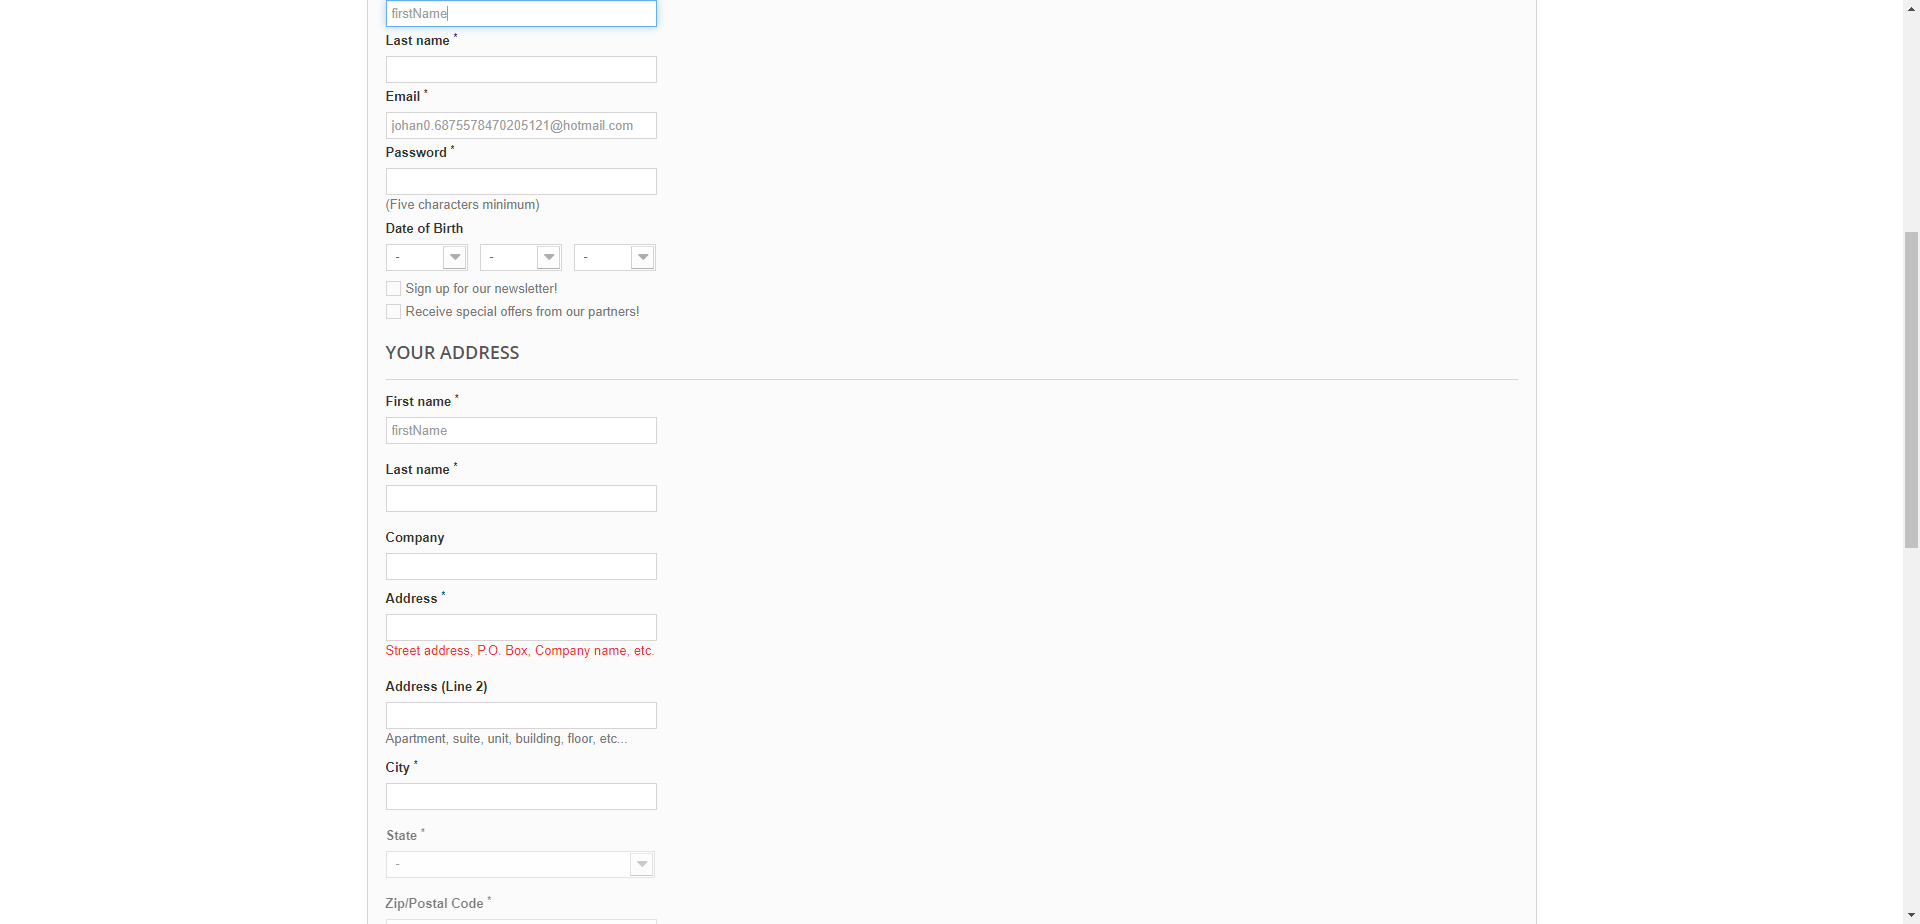 firstName
Last name *
Email *
johan0.6875578470205121@hotmail.com
Password *
(Five characters minimum)
Date of Birth
- - -
Sign up for our newsletter!
Receive special offers from our partners!
YOUR ADDRESS
First name *
firstName
Last name *
Company
Address *
Street address, P.O. Box, Company name, etc.
Address (Line 2)
Apartment, suite, unit, building, floor, etc...
City *
State *
-
Zip/Postal Code *